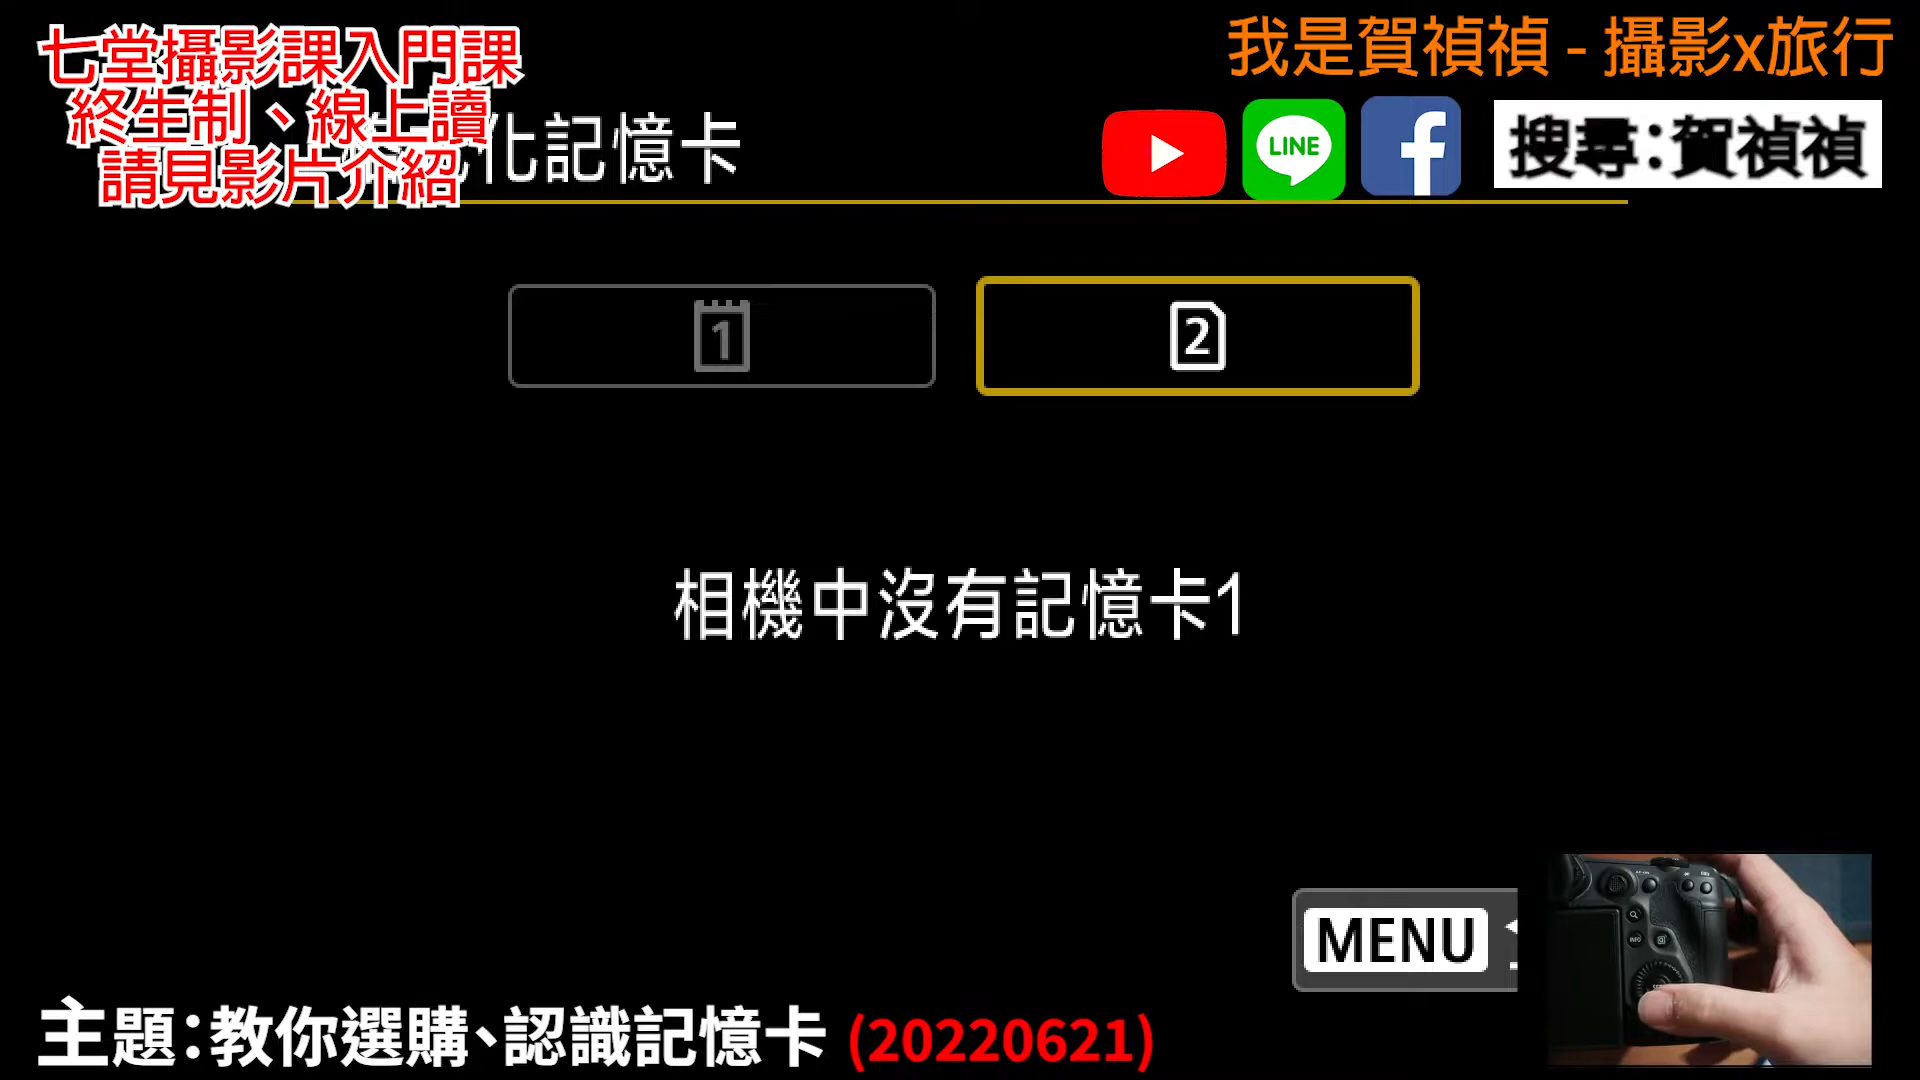 七堂攝影課入門課
終生制、線上讀
請見影片介紹
我是賀禎禎 - 攝影x旅行
LINE
搜尋:賀禎禎
化記憶卡
1
2
相機中沒有記憶卡1
MENU
主題:教你選購、認識記憶卡 (20220621)